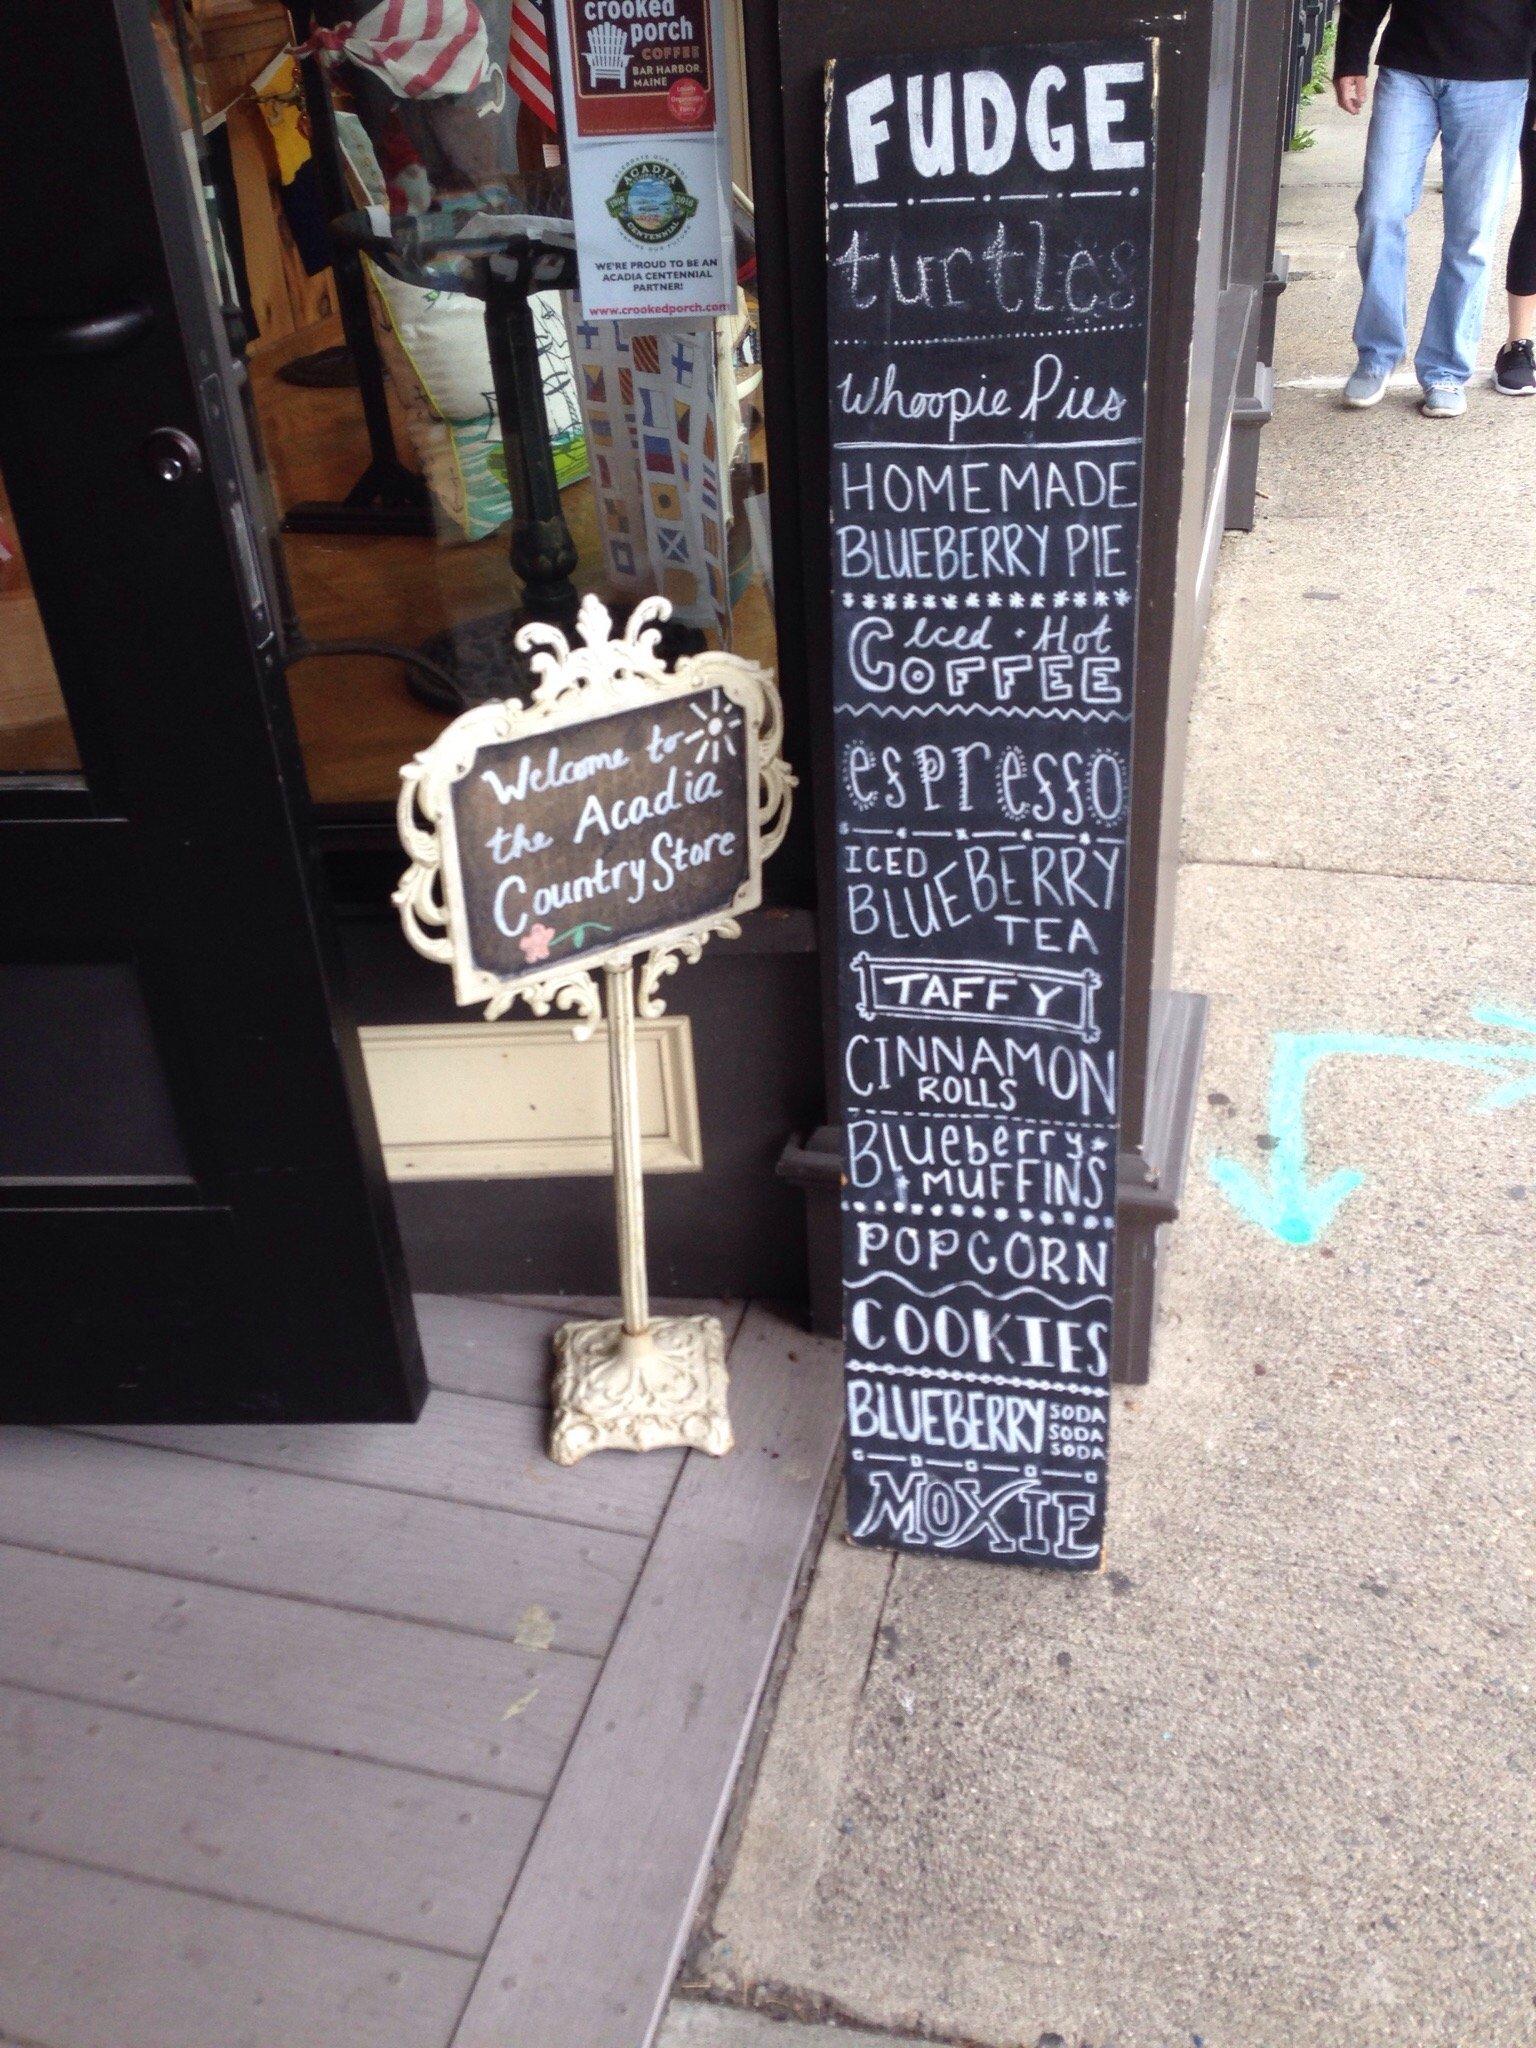 crooked
porch
COFFEE
BAR HARBOR,
MAINE
ACADIA
CENTENNIAL
1916
2016
WE'RE PROUD TO BE AN
ACADIA CENTENNIAL
PARTNER!
www.crookedporch.com
Welcome to
the Acadia
Country Store
FUDGE
turtles
Whoopie Pies
HOMEMADE
BLUEBERRY PIE
Iced • Hot
COFFEE
espresso
ICED
BLUEBERRY
TEA
TAFFY
CINNAMON
ROLLS
Blueberry
MUFFINS
POPCORN
COOKIES
BLUEBERRY SODA
SODA
SODA
MOXIE